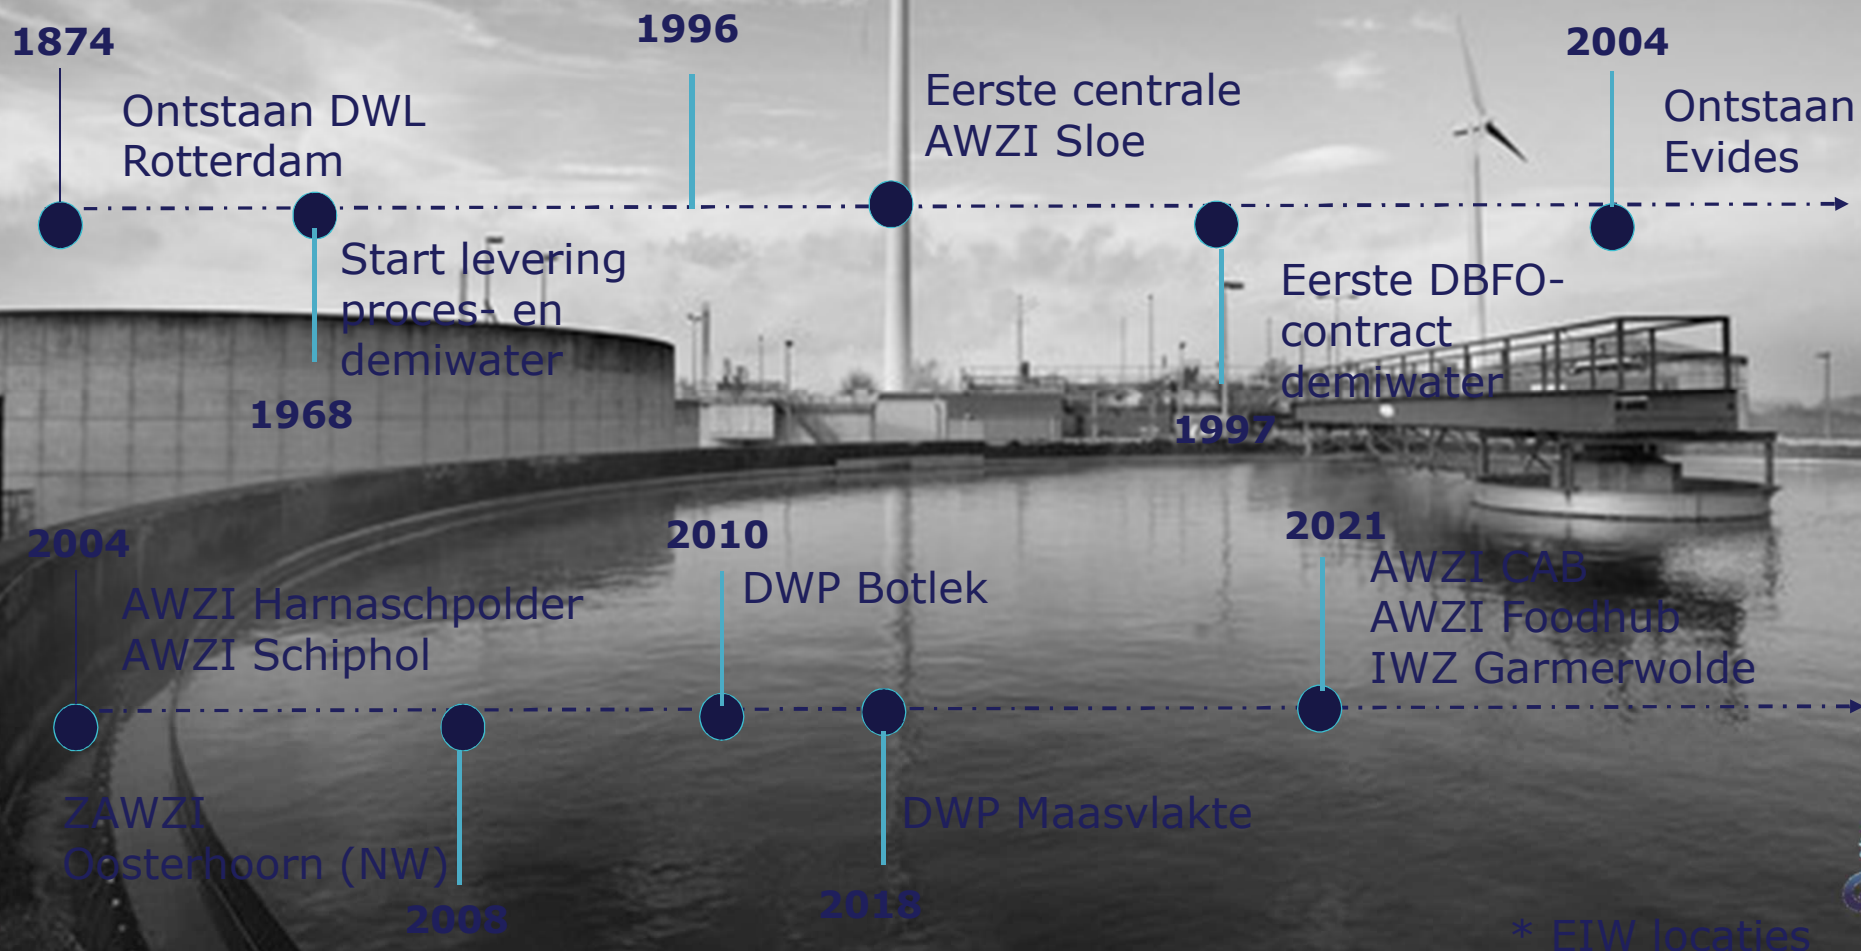 1874
Ontstaan DWL
Rotterdam
Start levering
proces- en
demiwater
1968
1996
Eerste centrale
AWZI Sloe
Eerste DBFO-
contract
demiwater
1997
2004
Ontstaan
Evides
2004
AWZI Harnaschpolder
AWZI Schiphol
ZAWZI
Oosterhoorn (NW)
2008
2010
DWP Botlek
DWP Maasvlakte
2018
2021
AWZI CAB
AWZI Foodhub
IWZ Garmerwolde
* EIW locaties